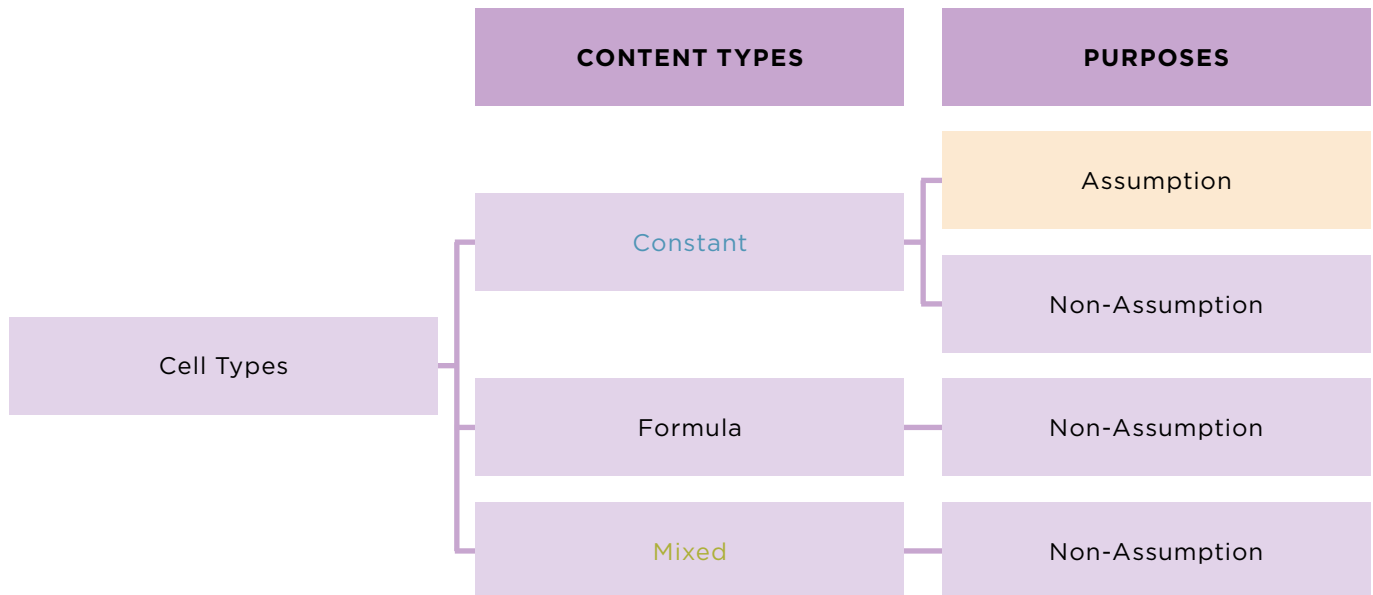 CONTENT TYPES
PURPOSES
Assumption
Constant
Non-Assumption
Cell Types
Formula
Non-Assumption
Mixed
Non-Assumption